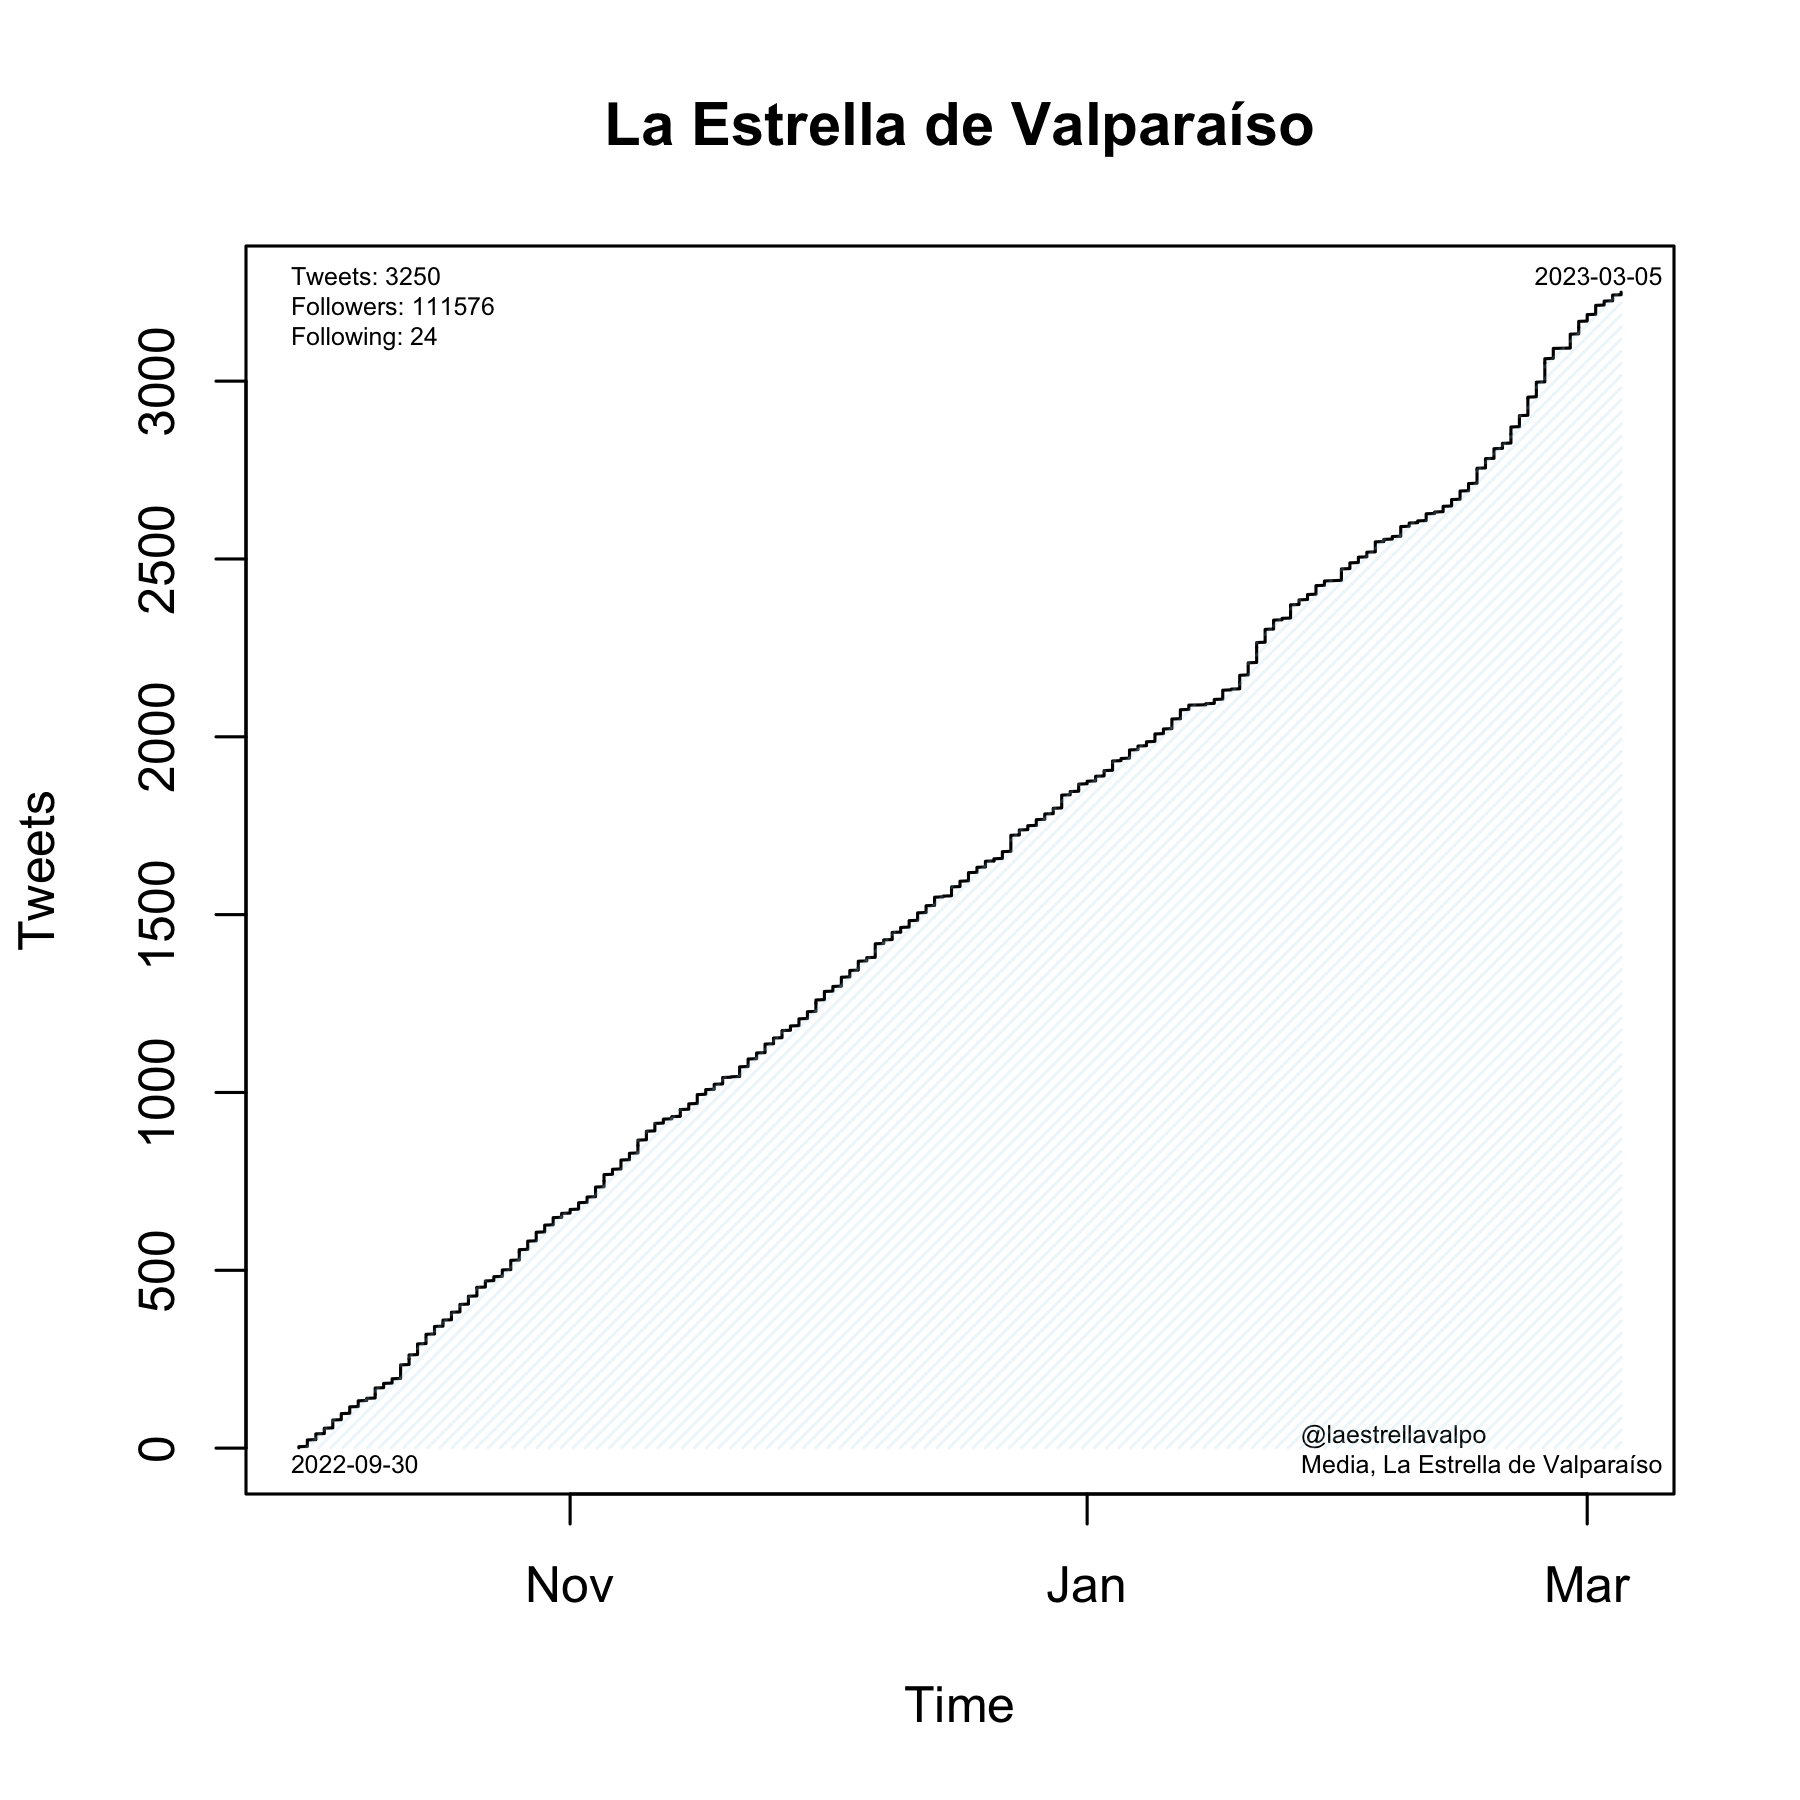 La Estrella de Valparaíso
Tweets: 3250
Followers: 111576
Following: 24
2023-03-05
3000
2500
2000
1500
1000
500
0
Tweets
2022-09-30
@laestrellavalpo
Media, La Estrella de Valparaíso
Nov
Jan
Mar
Time